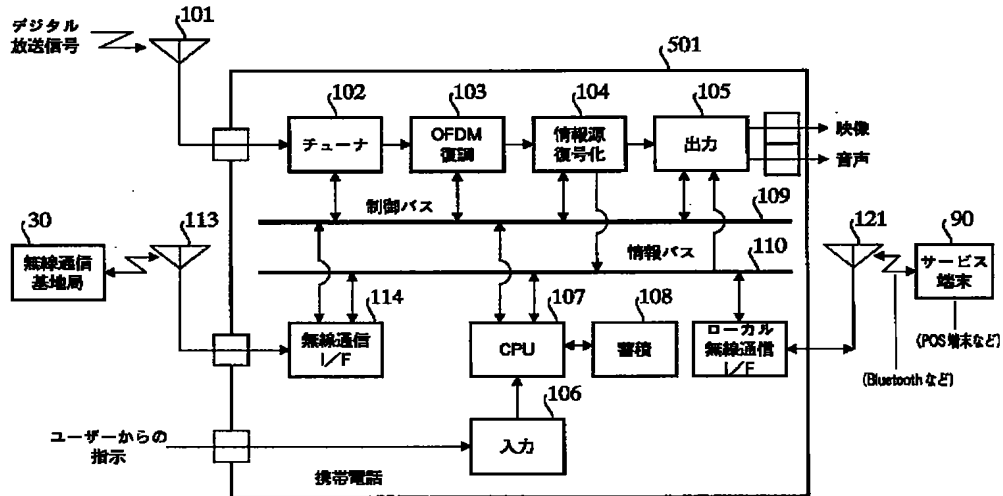 デジタル
放送信号
101
501
102
103
104
105
チューナ
OFDM
復調
情報源
復号化
出力
映像
音声
制御バス
109
30
113
121
90
無線通信
基地局
情報バス
110
サービス
端末
114
107
108
無線通信
I/F
CPU
蓄積
ローカル
無線通信
I/F
(POS端末など)
(Bluetoothなど)
106
ユーザーからの
指示
入力
携帯電話